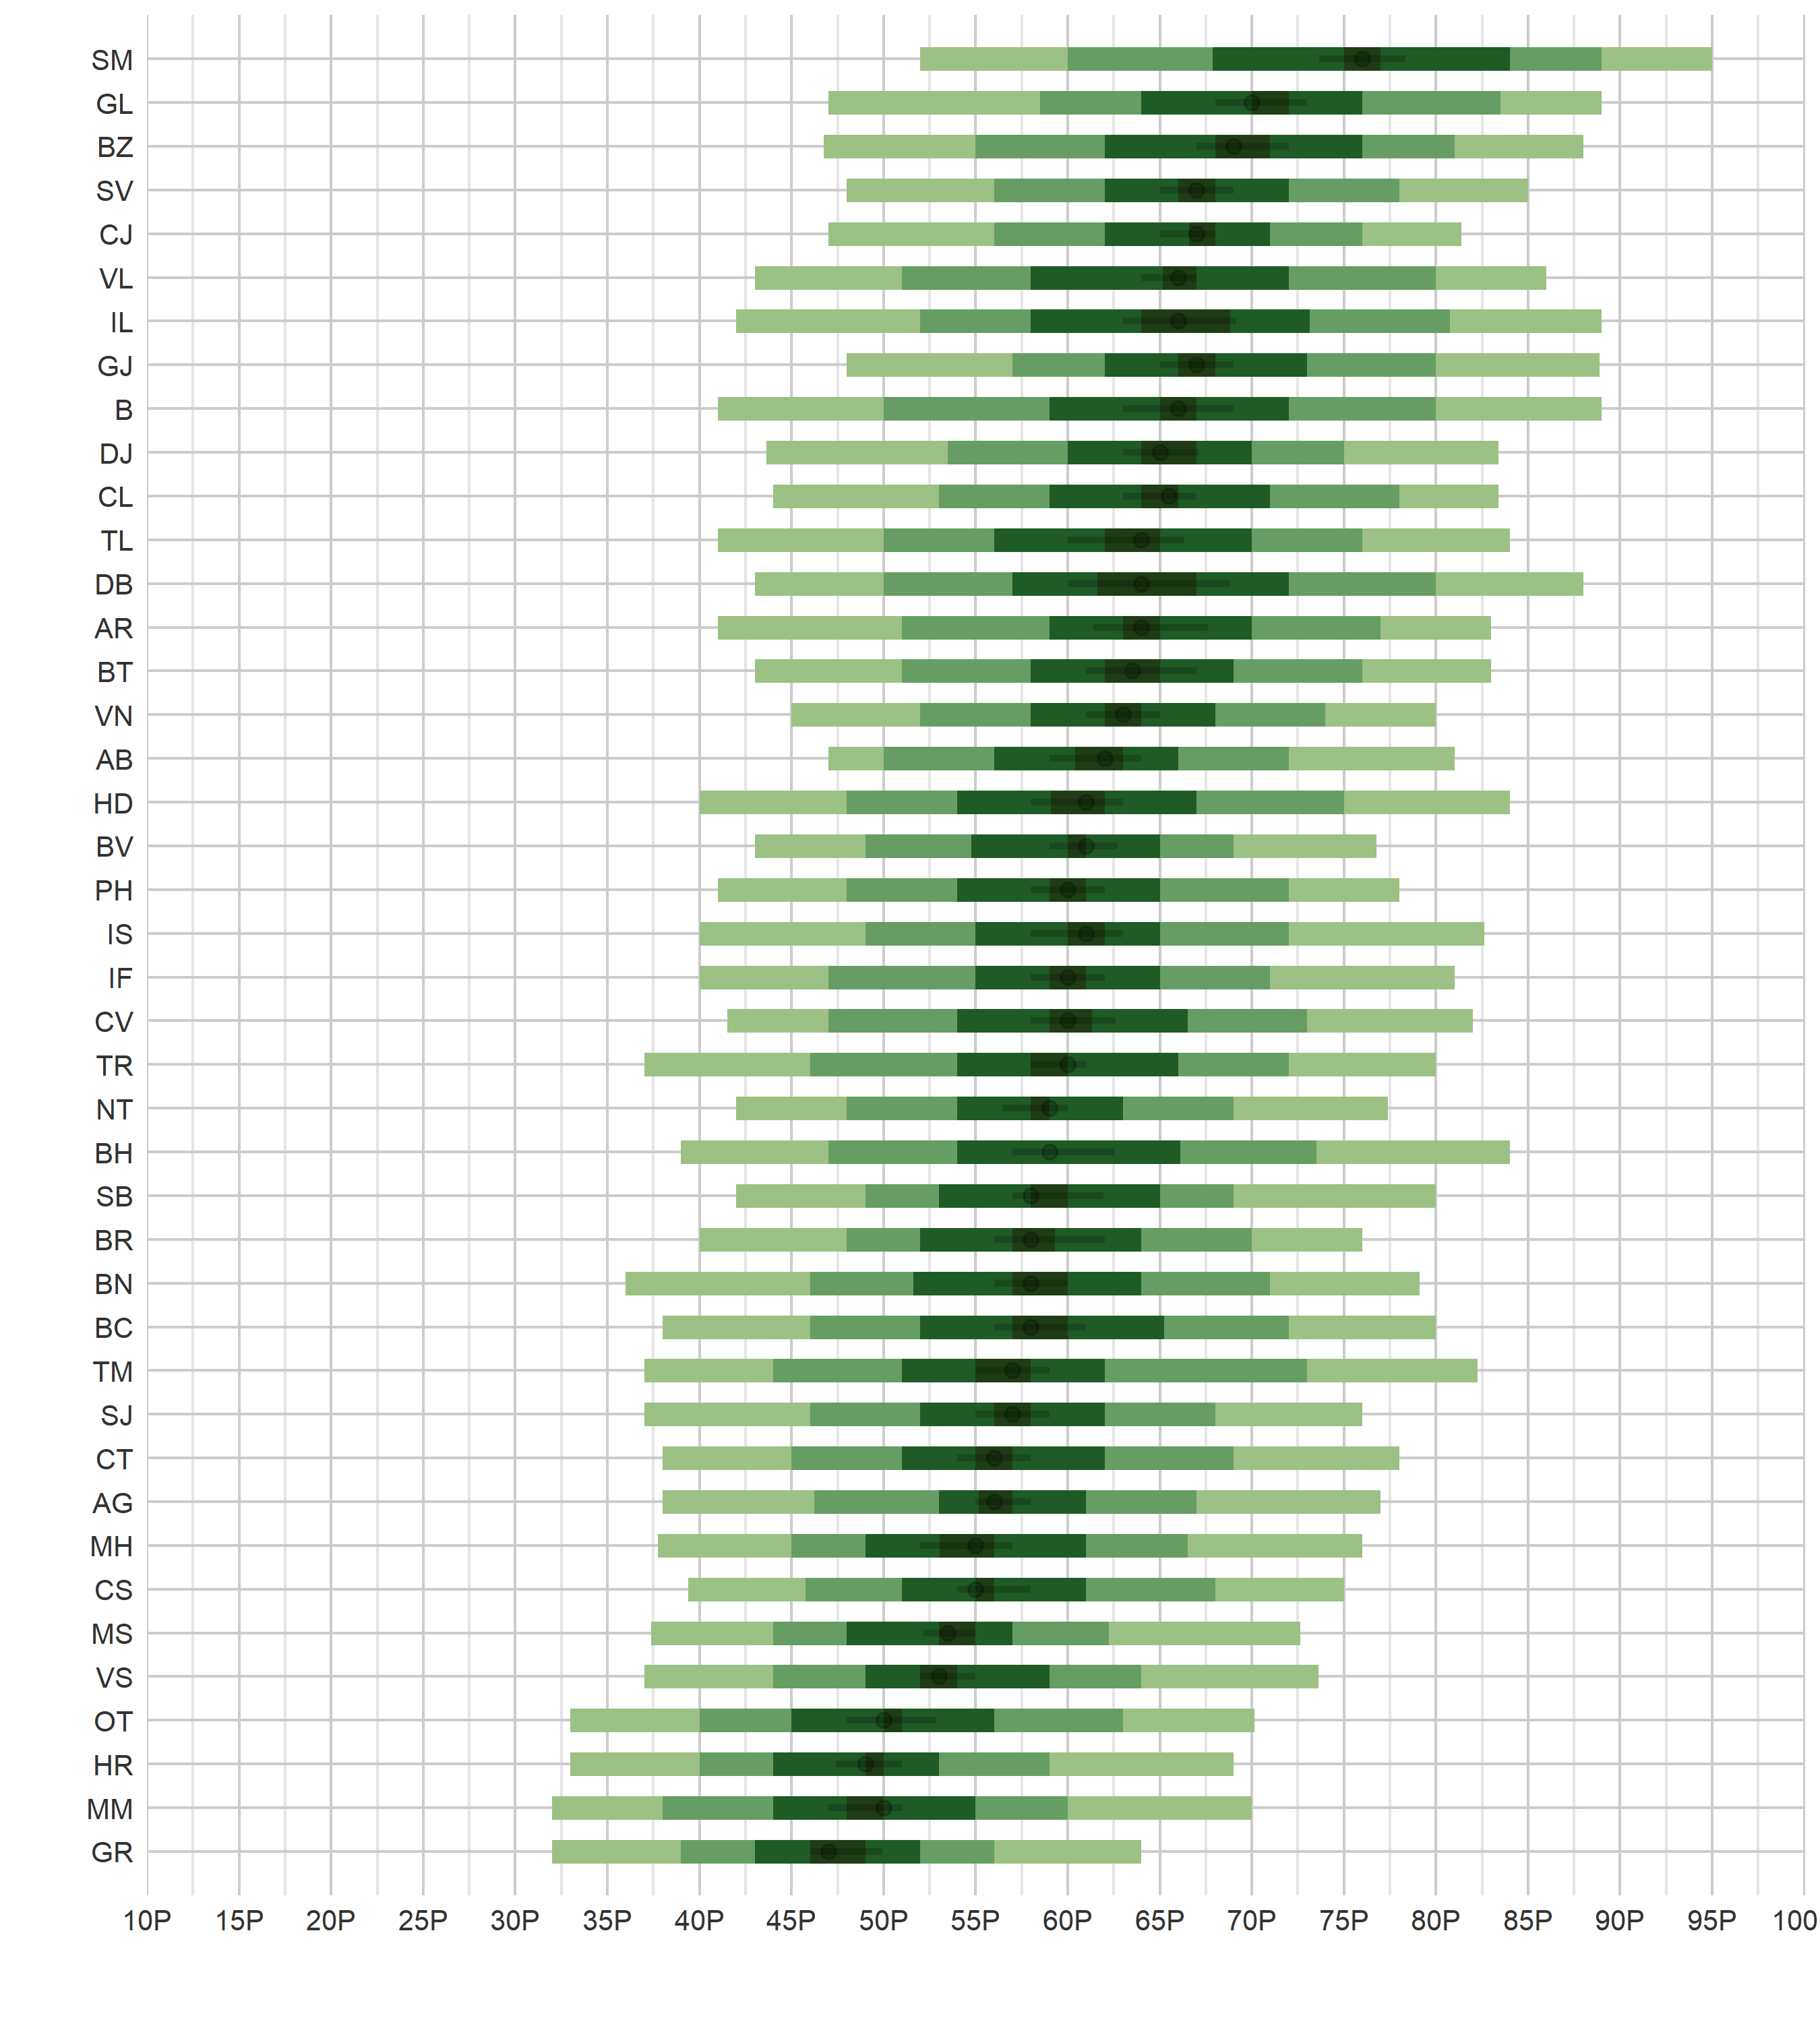 SM
GL
BZ
SV
CJ
VL
IL
GJ
B
DJ
CL
TL
DB
AR
BT
VN
AB
HD
BV
PH
IS
IF
CV
TR
NT
BH
SB
BR
BN
BC
TM
SJ
CT
AG
MH
CS
MS
VS
OT
HR
MM
GR
10P 15P 20P 25P 30P 35P 40P 45P 50P 55P 60P 65P 70P 75P 80P 85P 90P 95P 100